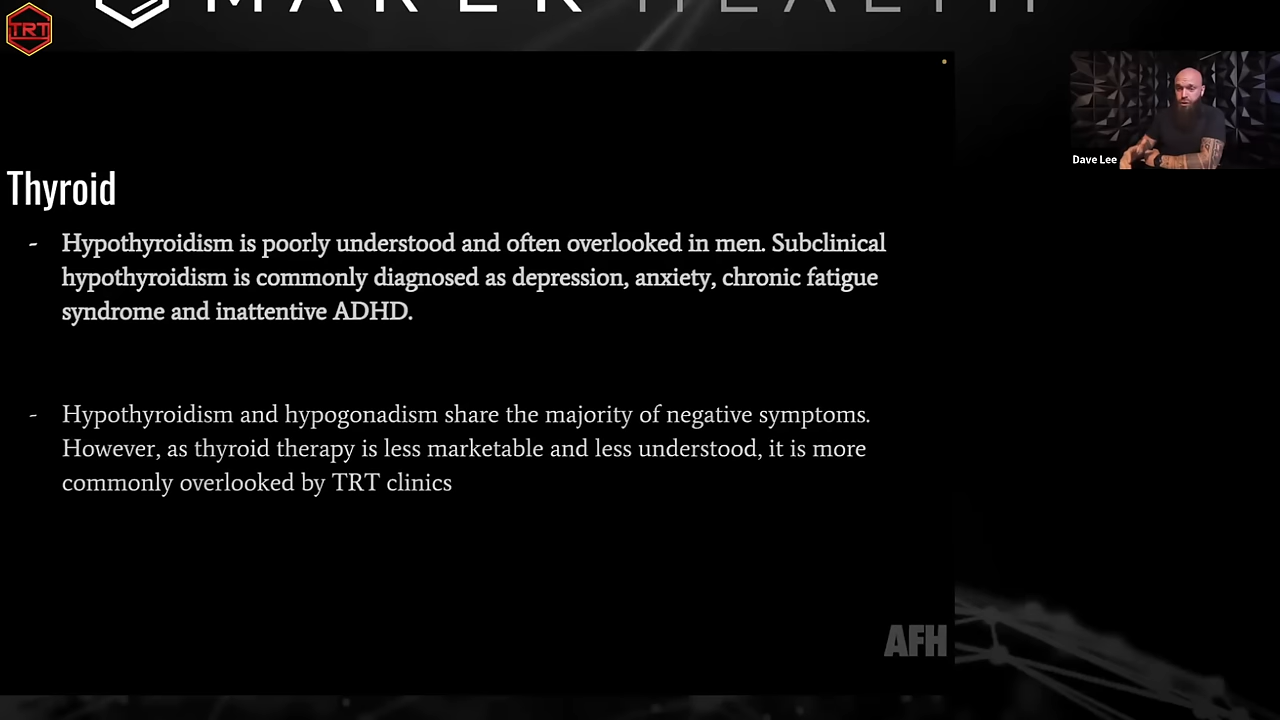 TRT
Dave Lee
Thyroid
- Hypothyroidism is poorly understood and often overlooked in men. Subclinical
hypothyroidism is commonly diagnosed as depression, anxiety, chronic fatigue
syndrome and inattentive ADHD.
- Hypothyroidism and hypogonadism share the majority of negative symptoms.
However, as thyroid therapy is less marketable and less understood, it is more
commonly overlooked by TRT clinics
AFH